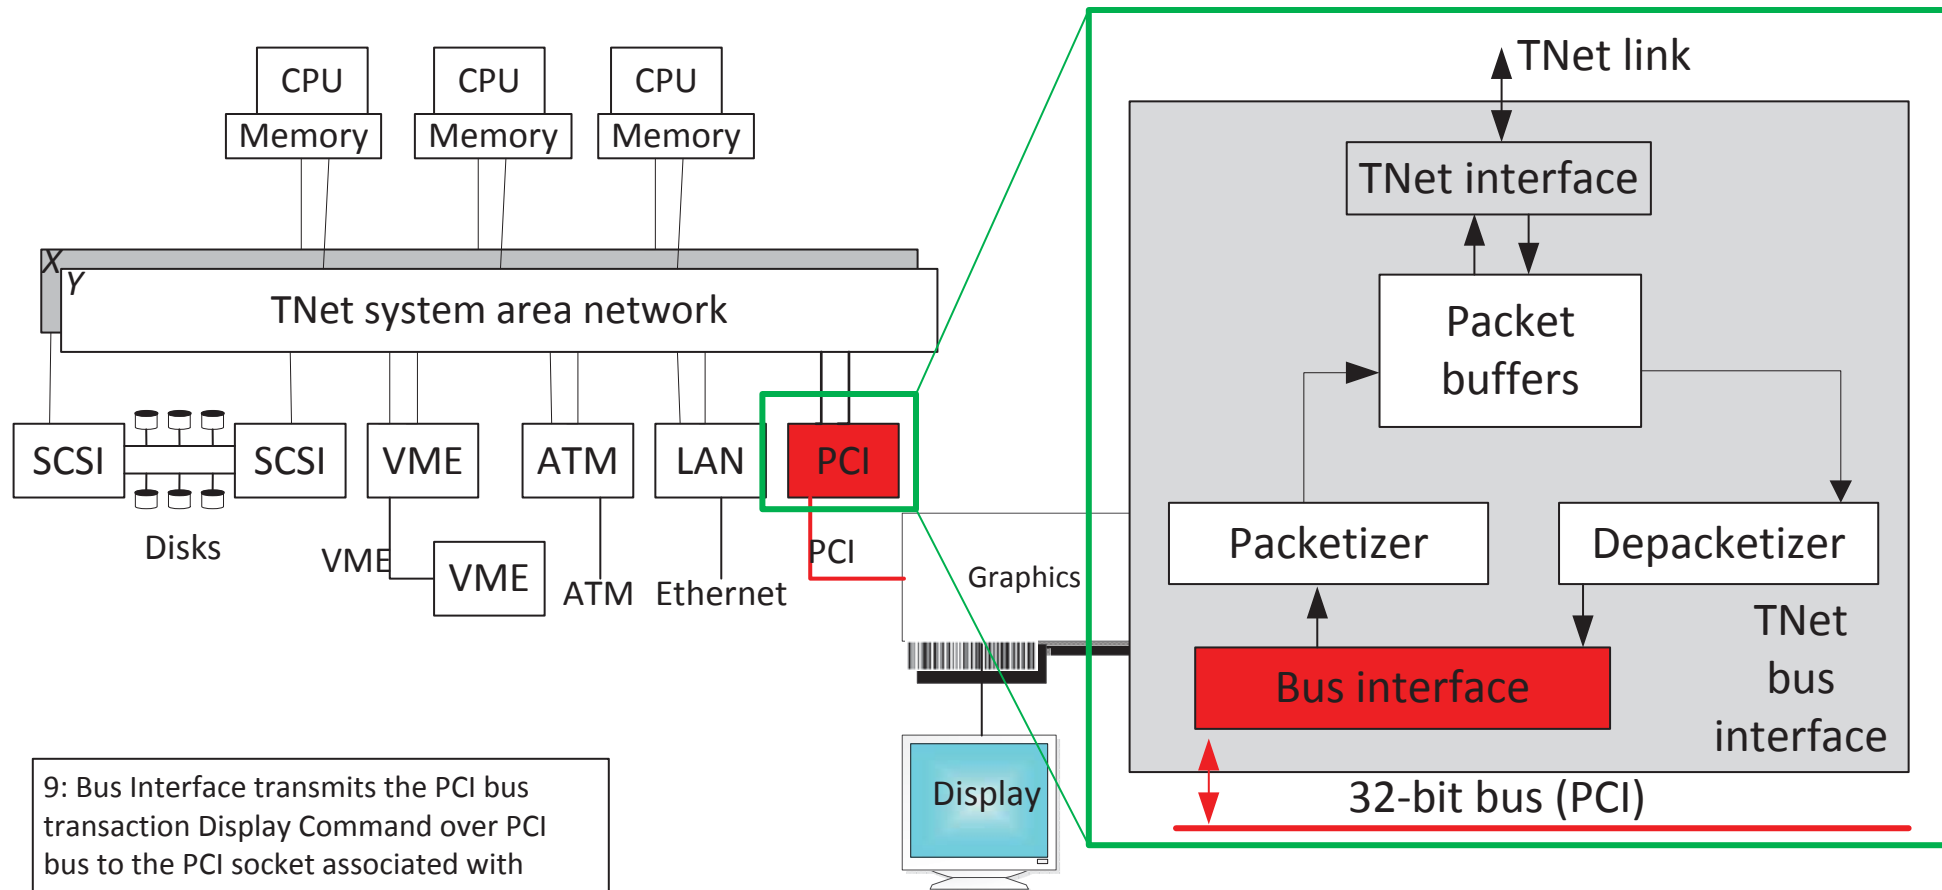 CPU
CPU
CPU
Memory
Memory
Memory
X
Y
TNet system area network
SCSI
SCSI
VME
ATM
LAN
PCI
Disks
VME
VME
ATM
Ethernet
PCI
Graphics
Display
9: Bus Interface transmits the PCI bus
transaction Display Command over PCI
bus to the PCI socket associated with
TNet link
TNet interface
Packet
buffers
Packetizer
Depacketizer
Bus interface
TNet
bus
interface
32-bit bus (PCI)